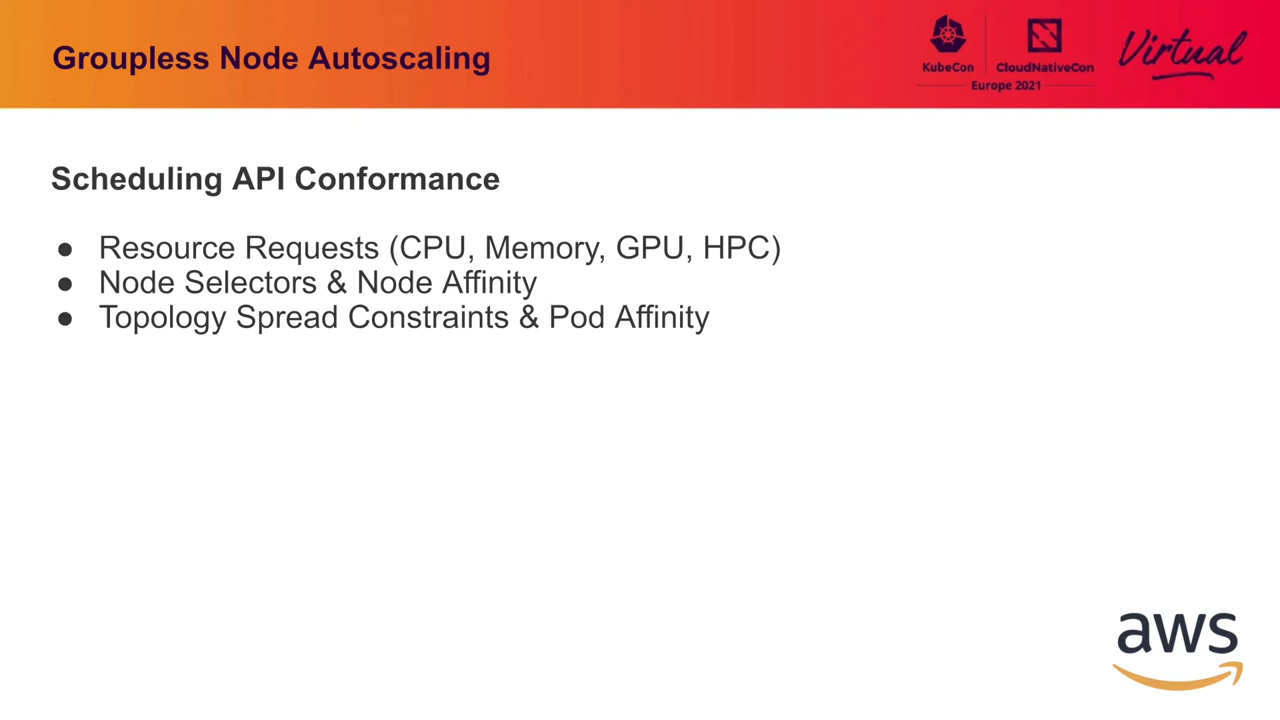 Groupless Node Autoscaling
KubeCon
CloudNativeCon
Europe 2021
Virtual
Scheduling API Conformance
● Resource Requests (CPU, Memory, GPU, HPC)
● Node Selectors & Node Affinity
● Topology Spread Constraints & Pod Affinity
aws